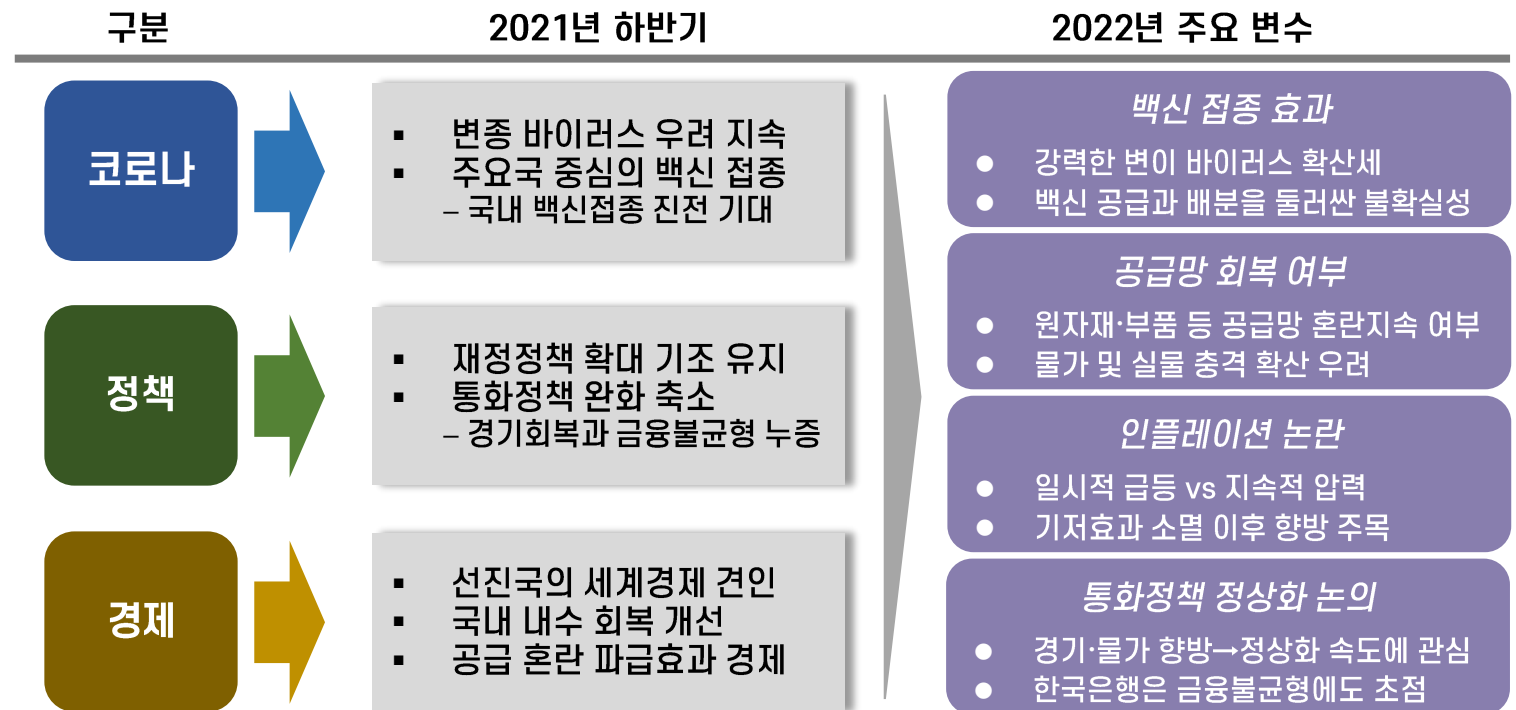 구분
2021년 하반기
2022년 주요 변수
코로나
▪ 변종 바이러스 우려 지속
▪ 주요국 중심의 백신 접종
– 국내 백신접종 진전 기대
정책
▪ 재정정책 확대 기조 유지
▪ 통화정책 완화 축소
– 경기회복과 금융불균형 누증
경제
▪ 선진국의 세계경제 견인
▪ 국내 내수 회복 개선
▪ 공급 혼란 파급효과 경제
백신 접종 효과
● 강력한 변이 바이러스 확산세
● 백신 공급과 배분을 둘러싼 불확실성
공급망 회복 여부
● 원자재·부품 등 공급망 혼란지속 여부
● 물가 및 실물 충격 확산 우려
인플레이션 논란
● 일시적 급등 vs 지속적 압력
● 기저효과 소멸 이후 향방 주목
통화정책 정상화 논의
● 경기·물가 향방→정상화 속도에 관심
● 한국은행은 금융불균형에도 초점